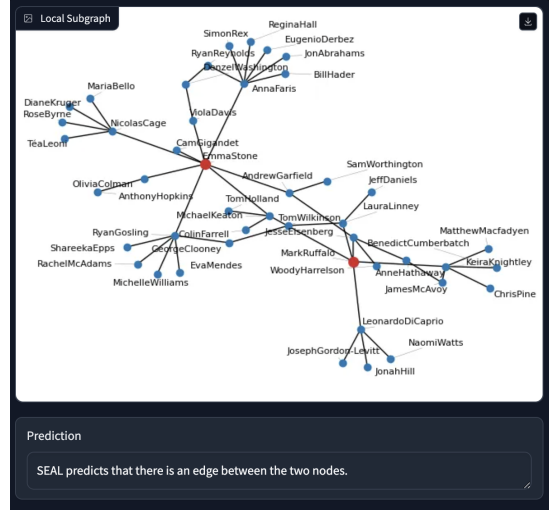 Local Subgraph
ReginaHall
SimonRex
EugenioDerbez
RyanReynolds
JonAbrahams
DenzelWashington
BillHader
MariaBello
AnnaFaris
DianeKruger
RoseByrne
NicolasCage
ViolaDavis
TéaLeoni
CamGigandet
EmmaStone
SamWorthington
AndrewGarfield
JeffDaniels
OliviaColman
AnthonyHopkins
TomHolland
LauraLinney
MichaelKeaton
TomWilkinson
RyanGosling
ColinFarrell
JesseEisenberg
MatthewMacfadyen
ShareekaEpps
GeorgeClooney
BenedictCumberbatch
MarkRuffalo
RachelMcAdams
EvaMendes
WoodyHarrelson
AnneHathaway
KeiraKnightley
MichelleWilliams
JamesMcAvoy
ChrisPine
LeonardoDiCaprio
JosephGordon-Levitt
NaomiWatts
JonahHill
Prediction
SEAL predicts that there is an edge between the two nodes.